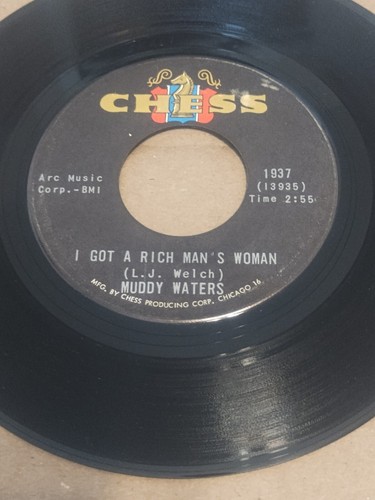 CHESS
Arc Music
Corp.-BMI
1937
(13935)
Time 2:55
I GOT A RICH MAN'S WOMAN
(L.J. Welch)
MUDDY WATERS
MFG. BY CHESS PRODUCING CORP. CHICAGO 16